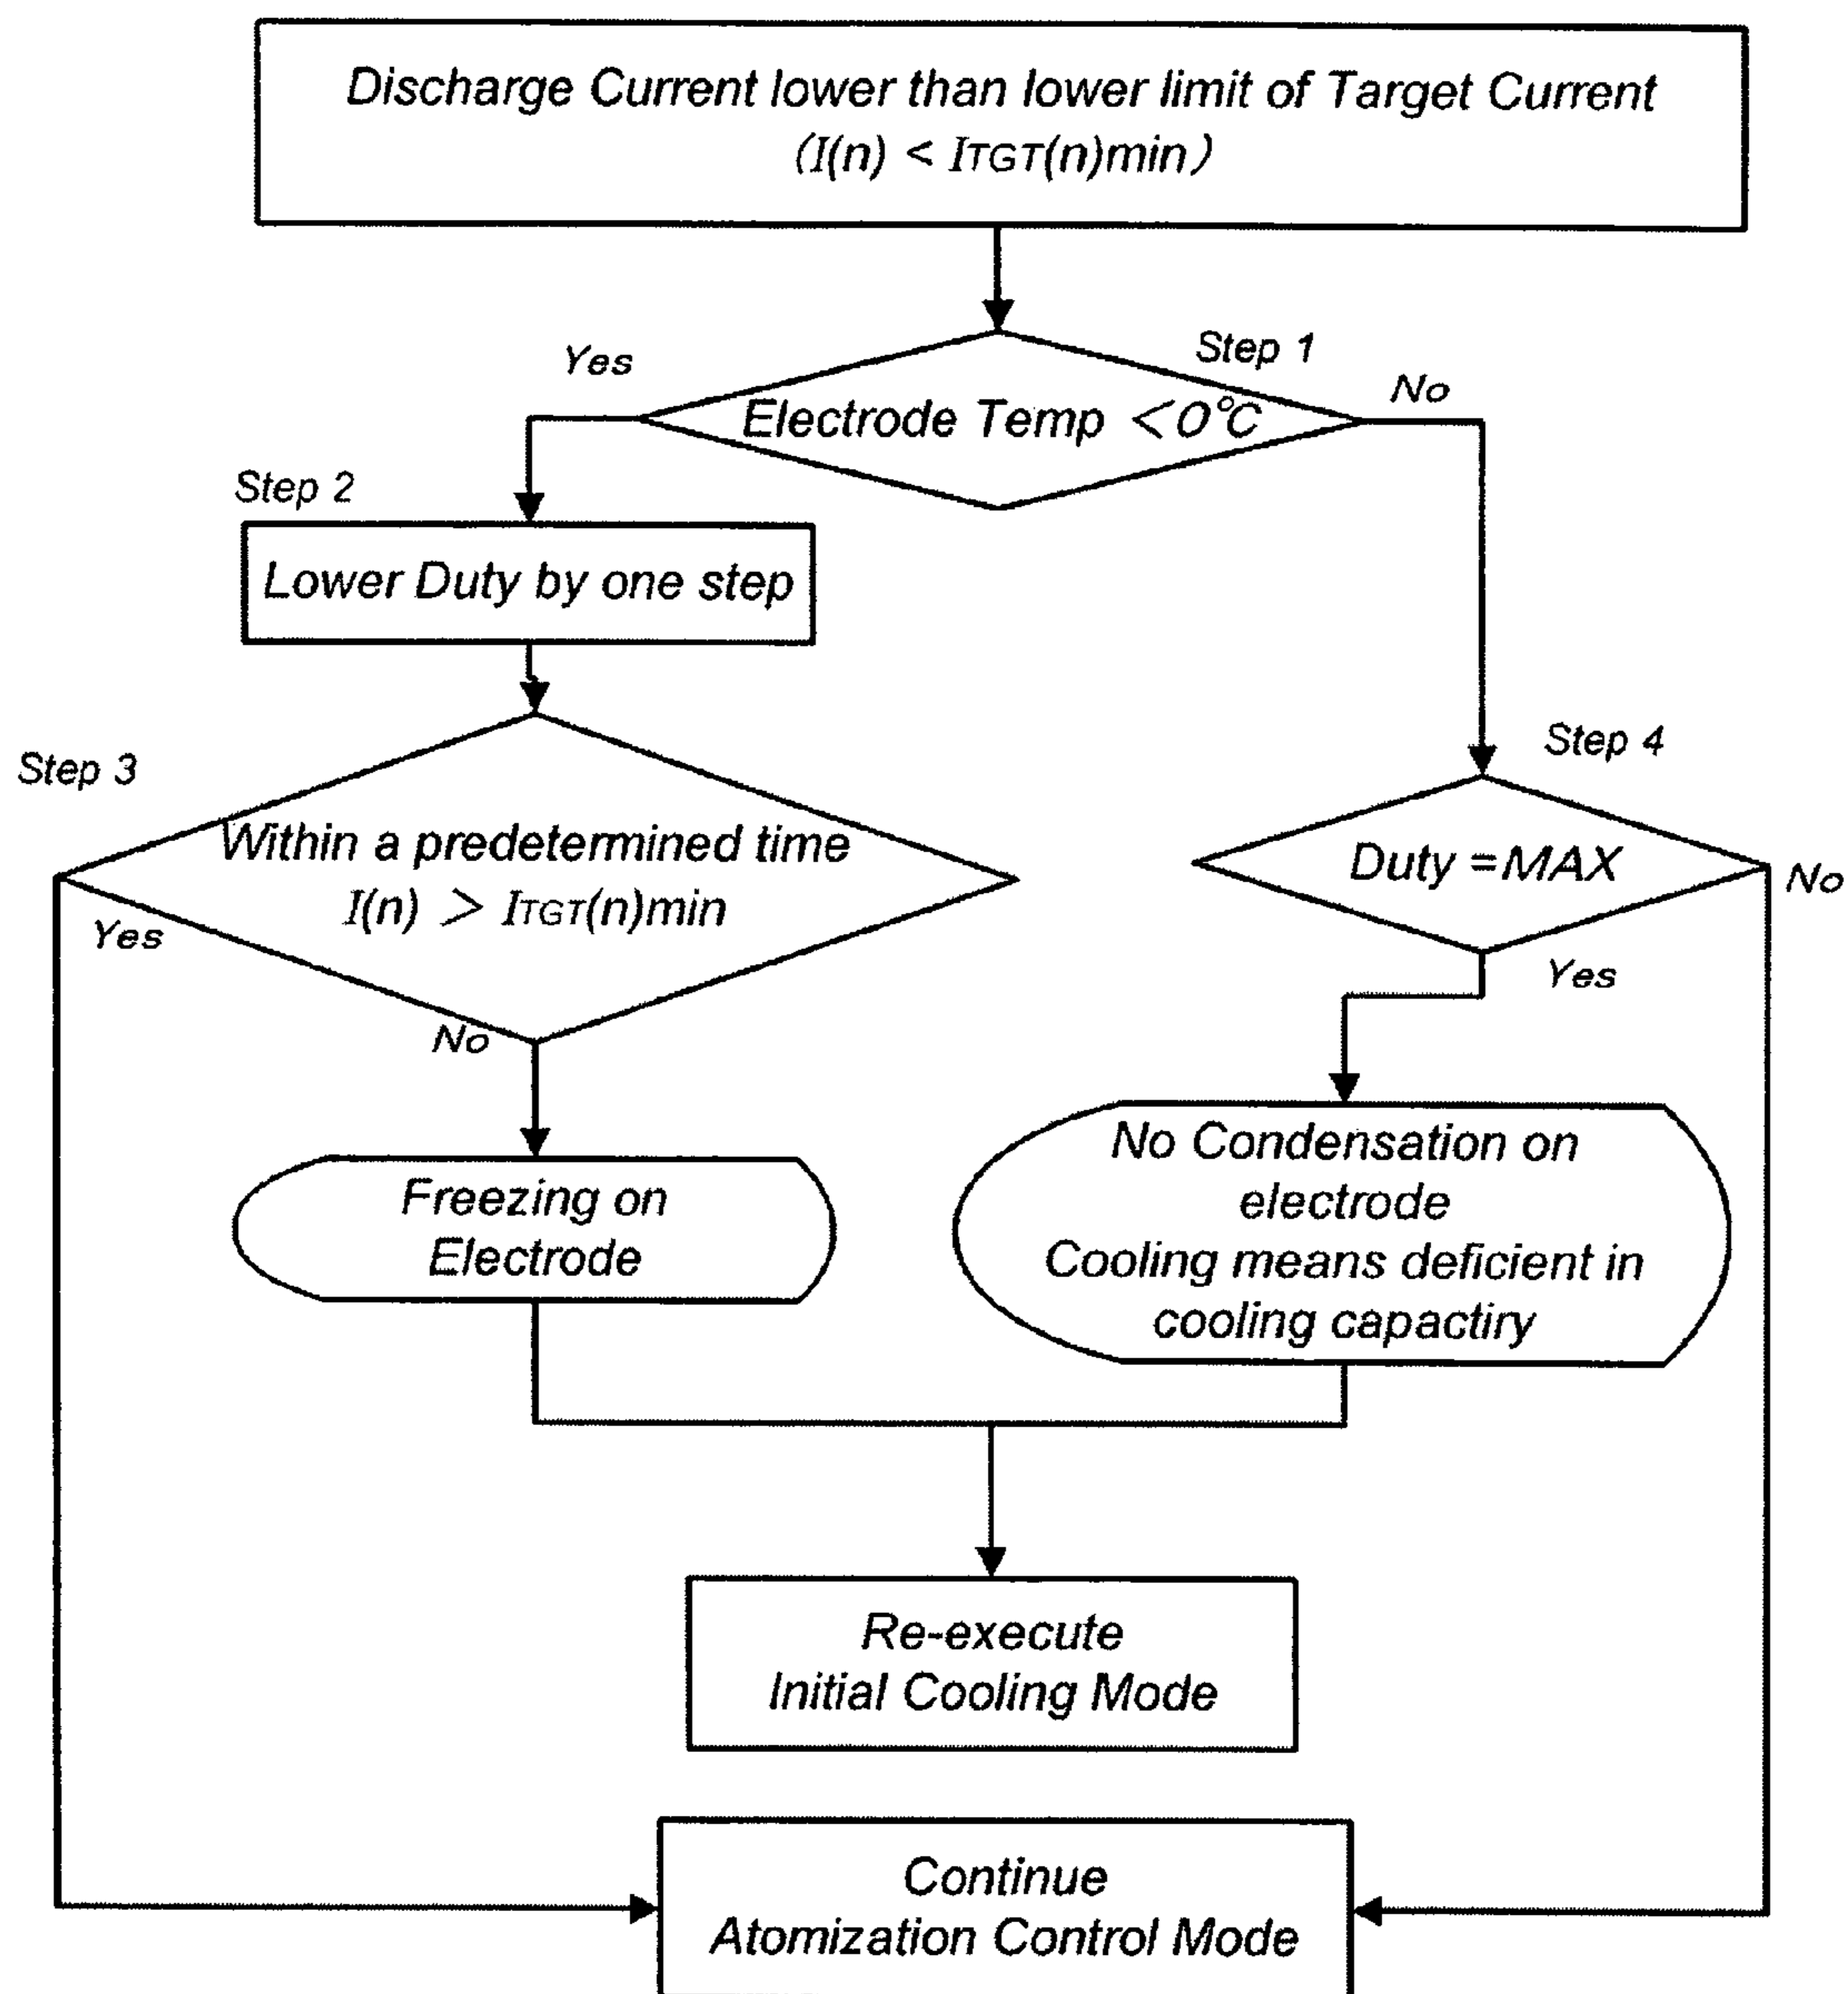 Discharge Current lower than lower limit of Target Current
(I(n) < ITGT(n)min)
Step 1
Yes
No
Electrode Temp <0°C
Step 2
Lower Duty by one step
Step 3
Within a predetermined time
I(n) > ITGT(n)min
Yes
No
Step 4
Duty =MAX
No
Yes
Freezing on
Electrode
No Condensation on
electrode
Cooling means deficient in
cooling capactiry
Re-execute
Initial Cooling Mode
Continue
Atomization Control Mode